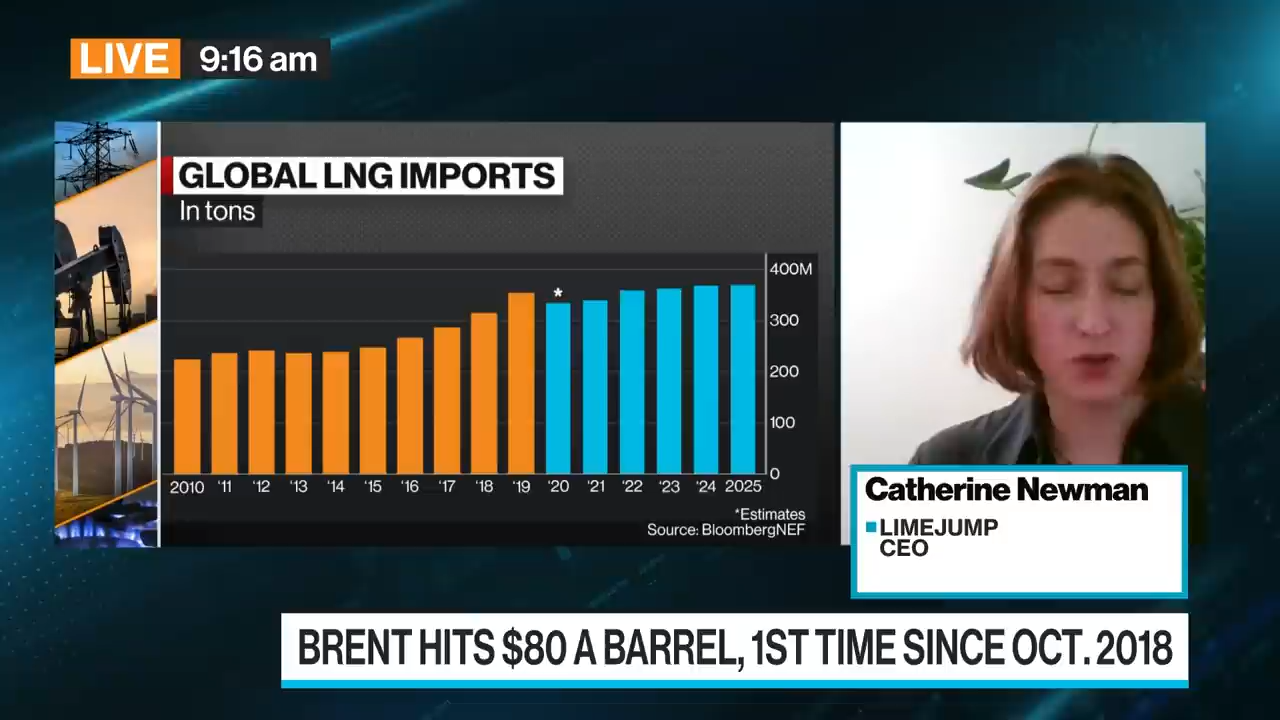 LIVE 9:16 am
GLOBAL LNG IMPORTS
In tons
400M
300
200
100
0
*
2010 '11 '12 '13 '14 '15 '16 '17 '18 '19 '20 '21 '22 '23 '24 2025
*Estimates
Source: BloombergNEF
Catherine Newman
LIMEJUMP
CEO
BRENT HITS $80 A BARREL, 1ST TIME SINCE OCT. 2018